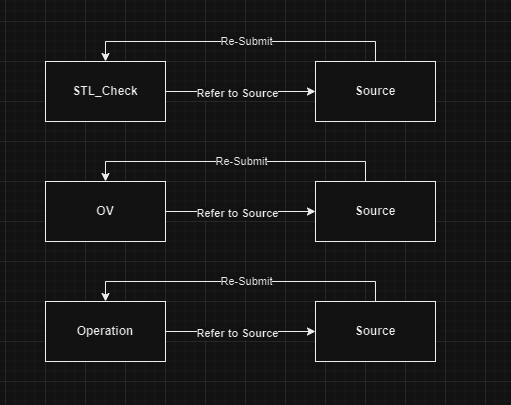 Re-Submit
STL_Check
Refer to Source
Source
Re-Submit
OV
Refer to Source
Source
Re-Submit
Operation
Refer to Source
Source